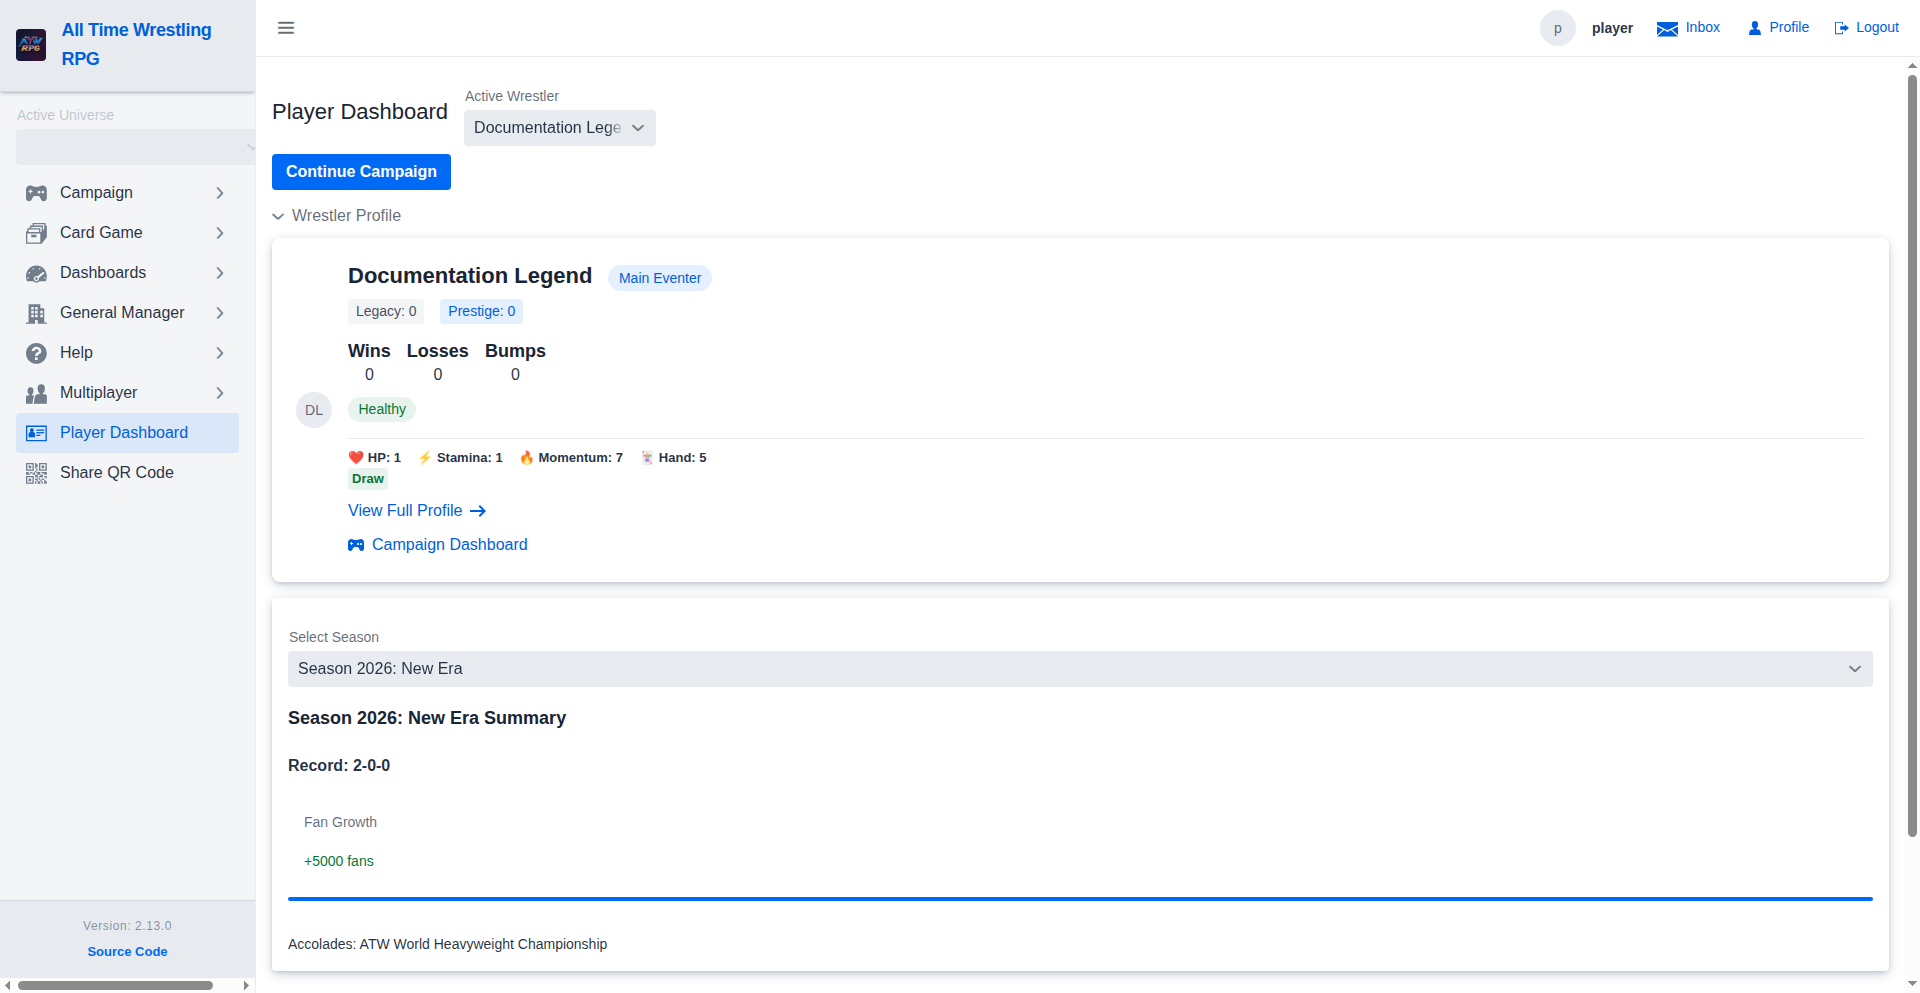 All Time Wrestling
RPG
p
player
Inbox
Profile
Logout
Active Universe
Campaign
Card Game
Dashboards
General Manager
Help
Multiplayer
Player Dashboard
Share QR Code
Version: 2.13.0
Source Code
Player Dashboard
Active Wrestler
Documentation Lege
Continue Campaign
Wrestler Profile
DL
Documentation Legend
Main Eventer
Legacy: 0
Prestige: 0
Wins Losses Bumps
0 0 0
Healthy
HP: 1 Stamina: 1 Momentum: 7 Hand: 5
Draw
View Full Profile
Campaign Dashboard
Select Season
Season 2026: New Era
Season 2026: New Era Summary
Record: 2-0-0
Fan Growth
+5000 fans
Accolades: ATW World Heavyweight Championship